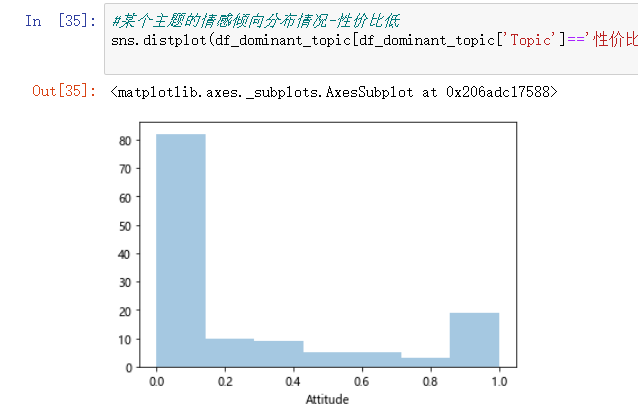 In [35]: #某个主题的情感倾向分布情况-性价比低
sns.distplot(df_dominant_topic[df_dominant_topic['Topic']=='性价比
Out[35]: <matplotlib.axes._subplots.AxesSubplot at 0x206adc17588>
80
70
60
50
40
30
20
10
0
0.0 0.2 0.4 0.6 0.8 1.0
Attitude